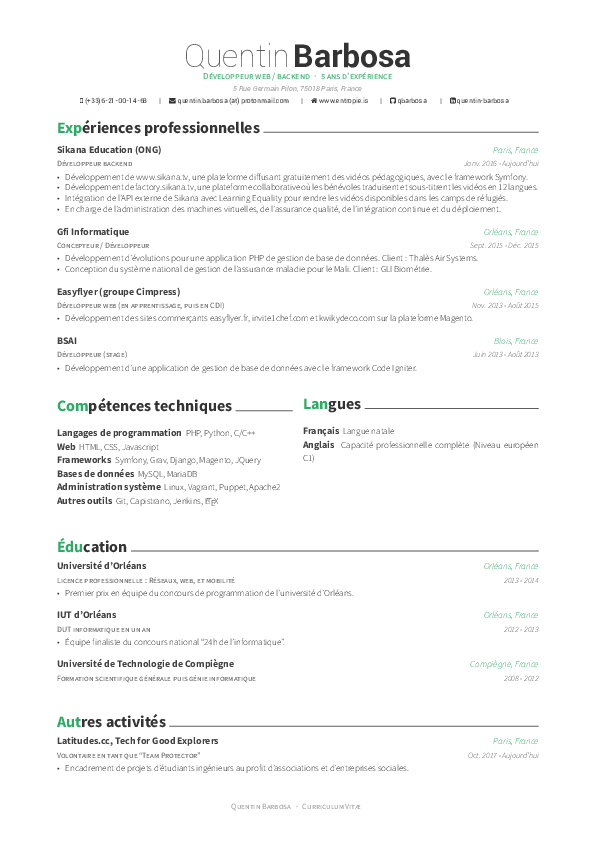 Quentin Barbosa
Développeur web / backend · 5 ans d'expérience
5 Rue Germain Pilon, 75018 Paris, France
(+33) 6-21-00-14-63 | quentin.barbosa (at) protonmail.com | www.entropie.is | qbarbosa | quentin-barbosa
Expériences professionnelles
Sikana Education (ONG) Paris, France
Développeur backend Janv. 2016 - Aujourd'hui
• Développement de www.sikana.tv, une plateforme diffusant gratuitement des vidéos pédagogiques, avec le framework Symfony.
• Développement de factory.sikana.tv, une plateforme collaborative où les bénévoles traduisent et sous-titrent les vidéos en 12 langues.
• Intégration de l'API externe de Sikana avec Learning Equality pour rendre les vidéos disponibles dans les camps de réfugiés.
• En charge de l'administration des machines virtuelles, de l'assurance qualité, de l'intégration continue et du déploiement.
Gfi Informatique Orléans, France
Concepteur / Développeur Sept. 2015 - Déc. 2015
• Développement d'évolutions pour une application PHP de gestion de base de données. Client : Thalès Air Systems.
• Conception du système national de gestion de l'assurance maladie pour le Mali. Client : GLI Biométrie.
Easyflyer (groupe Cimpress) Orléans, France
Développeur web (en apprentissage, puis en CDI) Nov. 2013 - Août 2015
• Développement des sites commerçants easyflyer.fr, invite1chef.com et kwikydeco.com sur la plateforme Magento.
BSAI Blois, France
Développeur (stage) Juin 2013 - Août 2013
• Développement d'une application de gestion de base de données avec le framework Code Igniter.
Compétences techniques
Langages de programmation PHP, Python, C/C++
Web HTML, CSS, Javascript
Frameworks Symfony, Grav, Django, Magento, JQuery
Bases de données MySQL, MariaDB
Administration système Linux, Vagrant, Puppet, Apache2
Autres outils Git, Capistrano, Jenkins, LATEX
Langues
Français Langue natale
Anglais Capacité professionnelle complète (Niveau européen
C1)
Éducation
Université d'Orléans Orléans, France
Licence professionnelle : Réseaux, web, et mobilité 2013 - 2014
• Premier prix en équipe du concours de programmation de l'université d'Orléans.
IUT d'Orléans Orléans, France
DUT informatique en un an 2012 - 2013
• Équipe finaliste du concours national "24h de l'informatique".
Université de Technologie de Compiègne Compiègne, France
Formation scientifique générale puis génie informatique 2008 - 2012
Autres activités
Latitudes.cc, Tech for Good Explorers Paris, France
Volontaire en tant que "Team Protector" Oct. 2017 - Aujourd'hui
• Encadrement de projets d'étudiants ingénieurs au profit d'associations et d'entreprises sociales.
Quentin Barbosa · Curriculum Vitæ